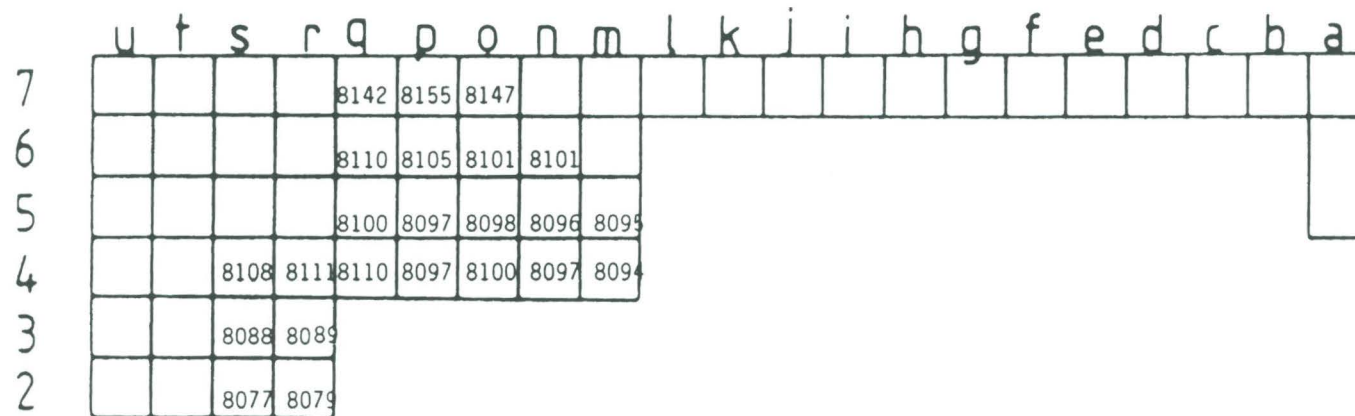 u t s r q p o n m l k j i h g f e d c b a
7 8142 8155 8147
6 8110 8105 8101 8101
5 8100 8097 8098 8096 8095
4 8108 8111 8110 8097 8100 8097 8094
3 8088 8089
2 8077 8079